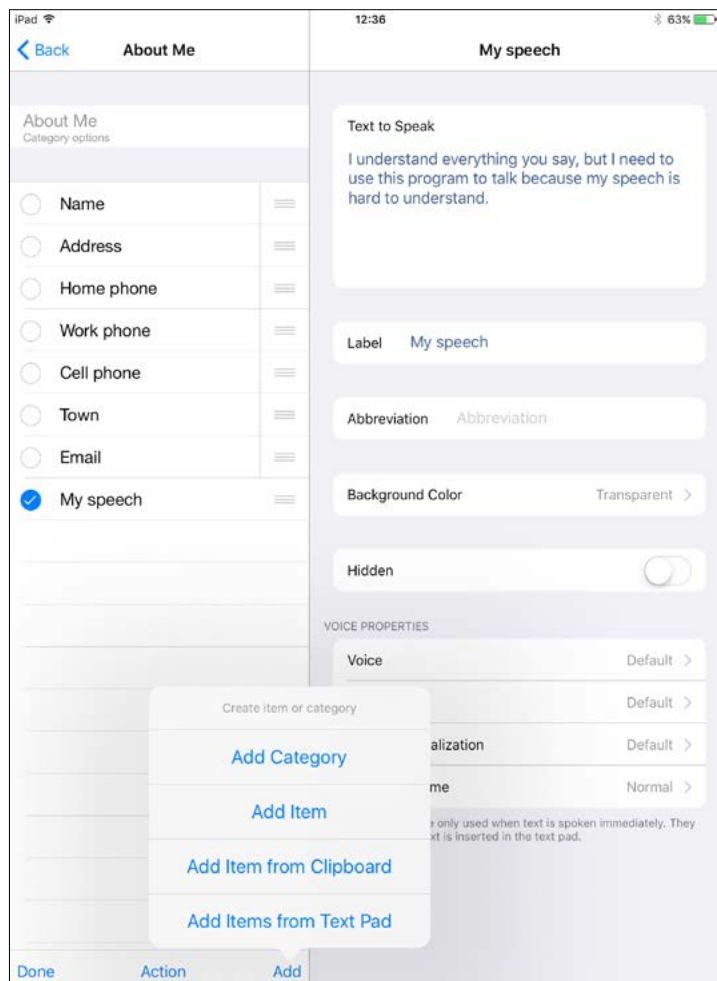 iPad
12:36
63%
Back
About Me
My speech
About Me
Category options
Name
Address
Home phone
Work phone
Cell phone
Town
Email
My speech
Text to Speak
I understand everything you say, but I need to
use this program to talk because my speech is
hard to understand.
Label My speech
Abbreviation Abbreviation
Background Color Transparent
Hidden
VOICE PROPERTIES
Voice Default
Default
alization Default
me Normal
only used when text is spoken immediately. They
xt is inserted in the text pad.
Create item or category
Add Category
Add Item
Add Item from Clipboard
Add Items from Text Pad
Done
Action
Add